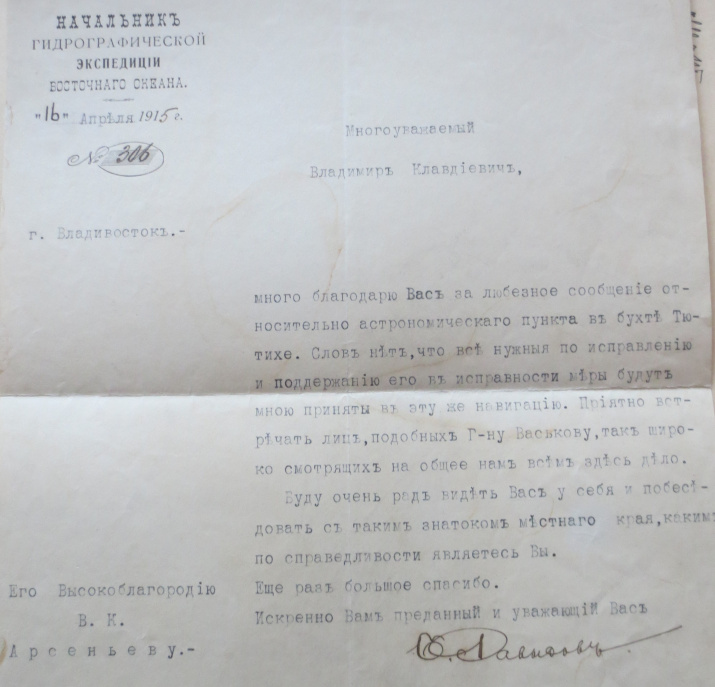 НАЧАЛЬНИКЪ
ГИДРОГРАФИЧЕСКОЙ
ЭКСПЕДИЦІИ
ВОСТОЧНАГО ОКЕАНА.
"16" Апрѣля 1915 г.
№ 306
г. Владивостокъ.-
Многоуважаемый
Владимиръ Клавдіевичъ,
много благодарю Васъ за любезное сообщеніе от-
носительно астрономическаго пункта въ бухтѣ Тю-
тихе. Словъ нѣтъ,что всѣ нужныя по исправленію
и поддержанію его въ исправности мѣры будутъ
мною приняты въ эту же навигацію. Пріятно вст-
рѣчать лицъ,подобныхъ Г-ну Васькову,такъ широ-
ко смотрящихъ на общее намъ всѣмъ здѣсь дѣло.
Буду очень радъ видѣть Васъ у себя и побесѣ-
довать съ такимъ знатокомъ мѣстнаго края,какимъ
по справедливости являетесь Вы.
Еще разъ большое спасибо.
Искренно Вамъ преданный и уважающій Васъ
Давыдовъ
Его Высокоблагородію
В. К.
Арсеньеву.-